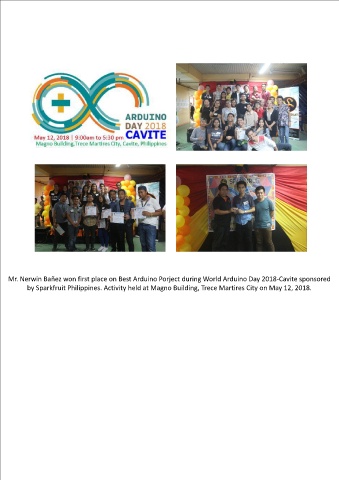 ARDUINO
DAY 2018
CAVITE
May 12, 2018 | 9:00am to 5:30 pm
Magno Building, Trece Martires City, Cavite, Philippines
Mr. Nerwin Bañez won first place on Best Arduino Porject during World Arduino Day 2018-Cavite sponsored
by Sparkfruit Philippines. Activity held at Magno Building, Trece Martires City on May 12, 2018.